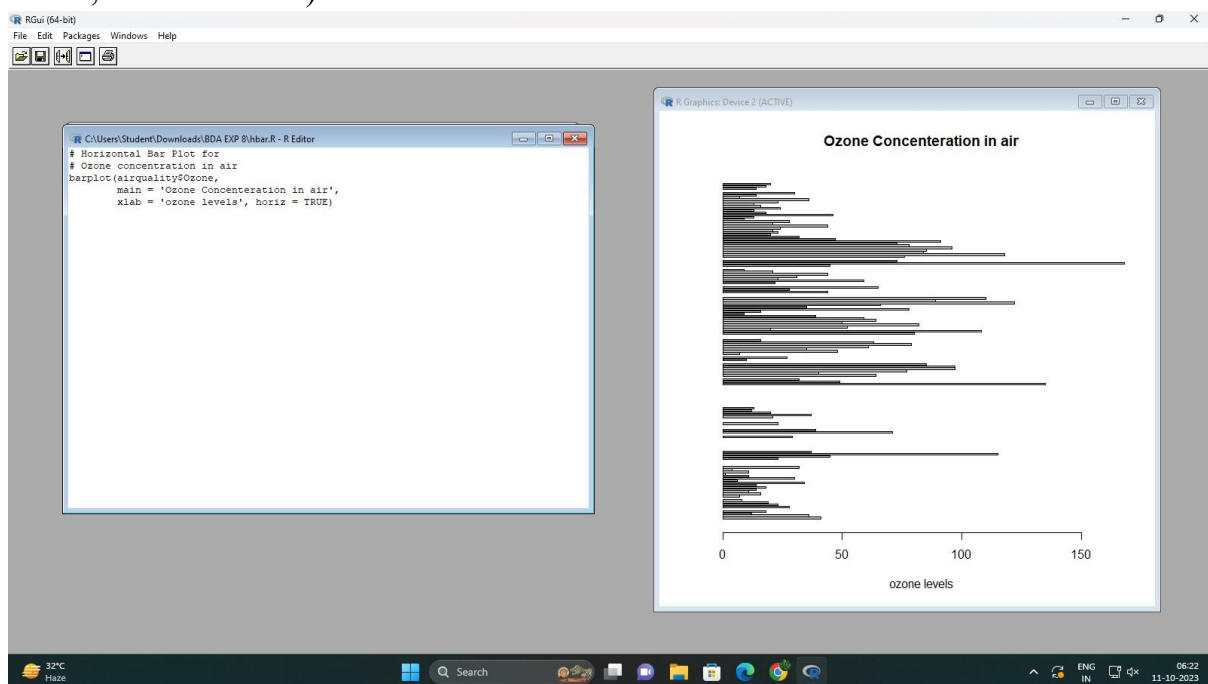 RGui (64-bit)
File Edit Packages Windows Help
R Graphics: Device 2 (ACTIVE)
C:\Users\Student\Downloads\BDA EXP 8\hbar.R - R Editor
# Horizontal Bar Plot for
# Ozone concentration in air
barplot(airquality$Ozone,
main = 'Ozone Concenteration in air',
xlab = 'ozone levels', horiz = TRUE)
Ozone Concenteration in air
0 50 100 150
ozone levels
32°C
Haze
Search
ENG
IN
06:22
11-10-2023